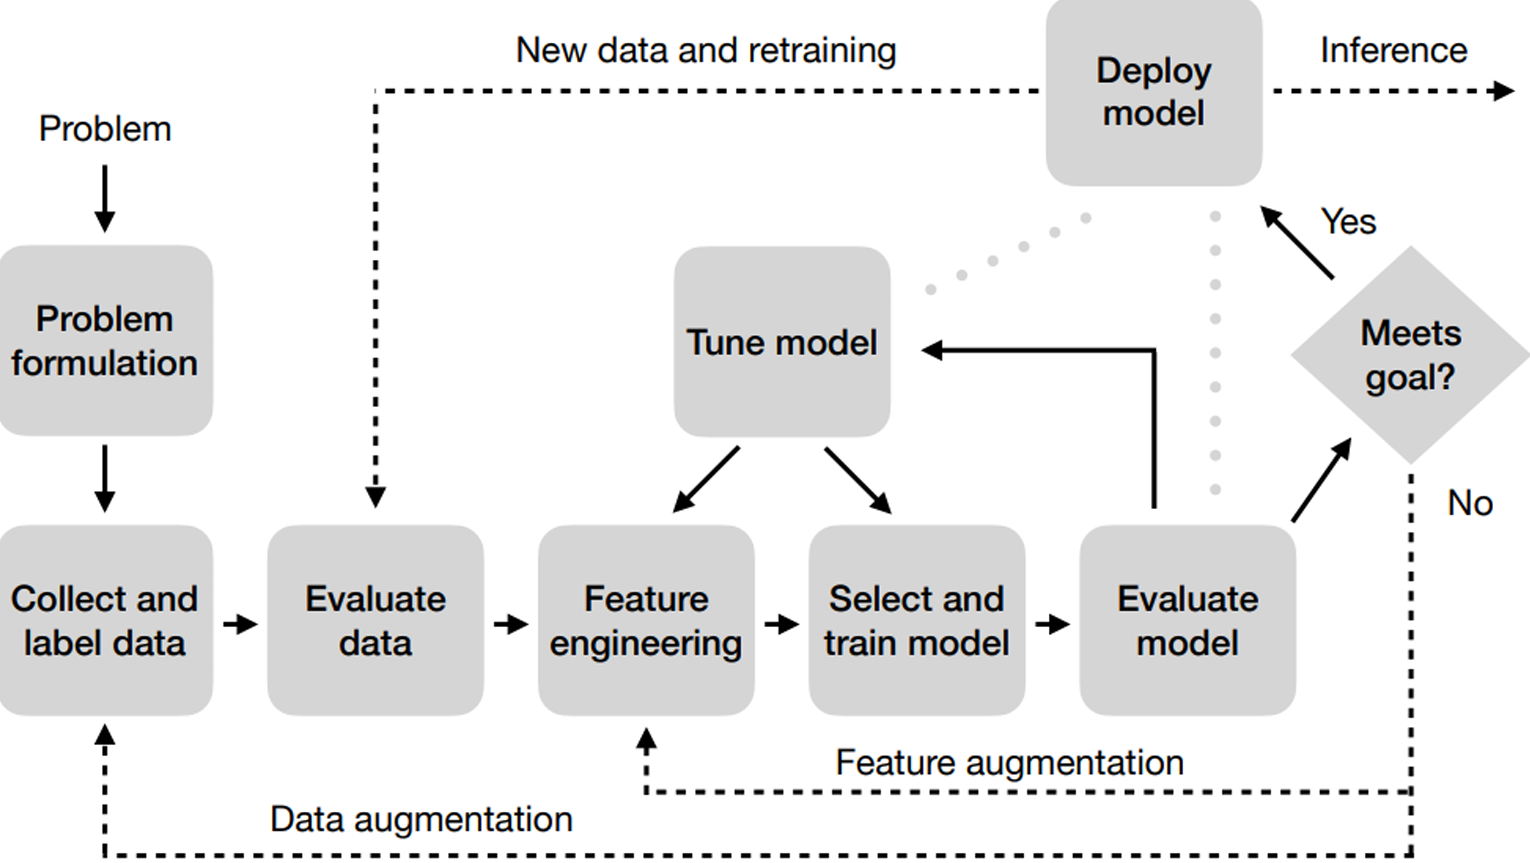 New data and retraining
Deploy
model
Inference
Problem
Yes
Problem
formulation
Tune model
Meets
goal?
No
Collect and
label data
Evaluate
data
Feature
engineering
Select and
train model
Evaluate
model
Feature augmentation
Data augmentation